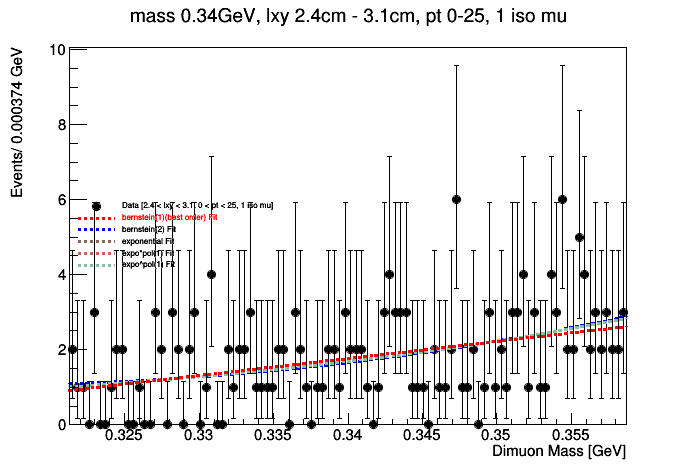 mass 0.34GeV, lxy 2.4cm - 3.1cm, pt 0-25, 1 iso mu
Events/ 0.000374 GeV
10
8
6
4
2
0
Data [2.4 < lxy < 3.1, 0 < pt < 25, 1 iso mu]
bernstein(1)(best order) Fit
bernstein(2) Fit
exponential Fit
expo*pol(1) Fit
expo^pol(1) Fit
0.325 0.33 0.335 0.34 0.345 0.35 0.355
Dimuon Mass [GeV]